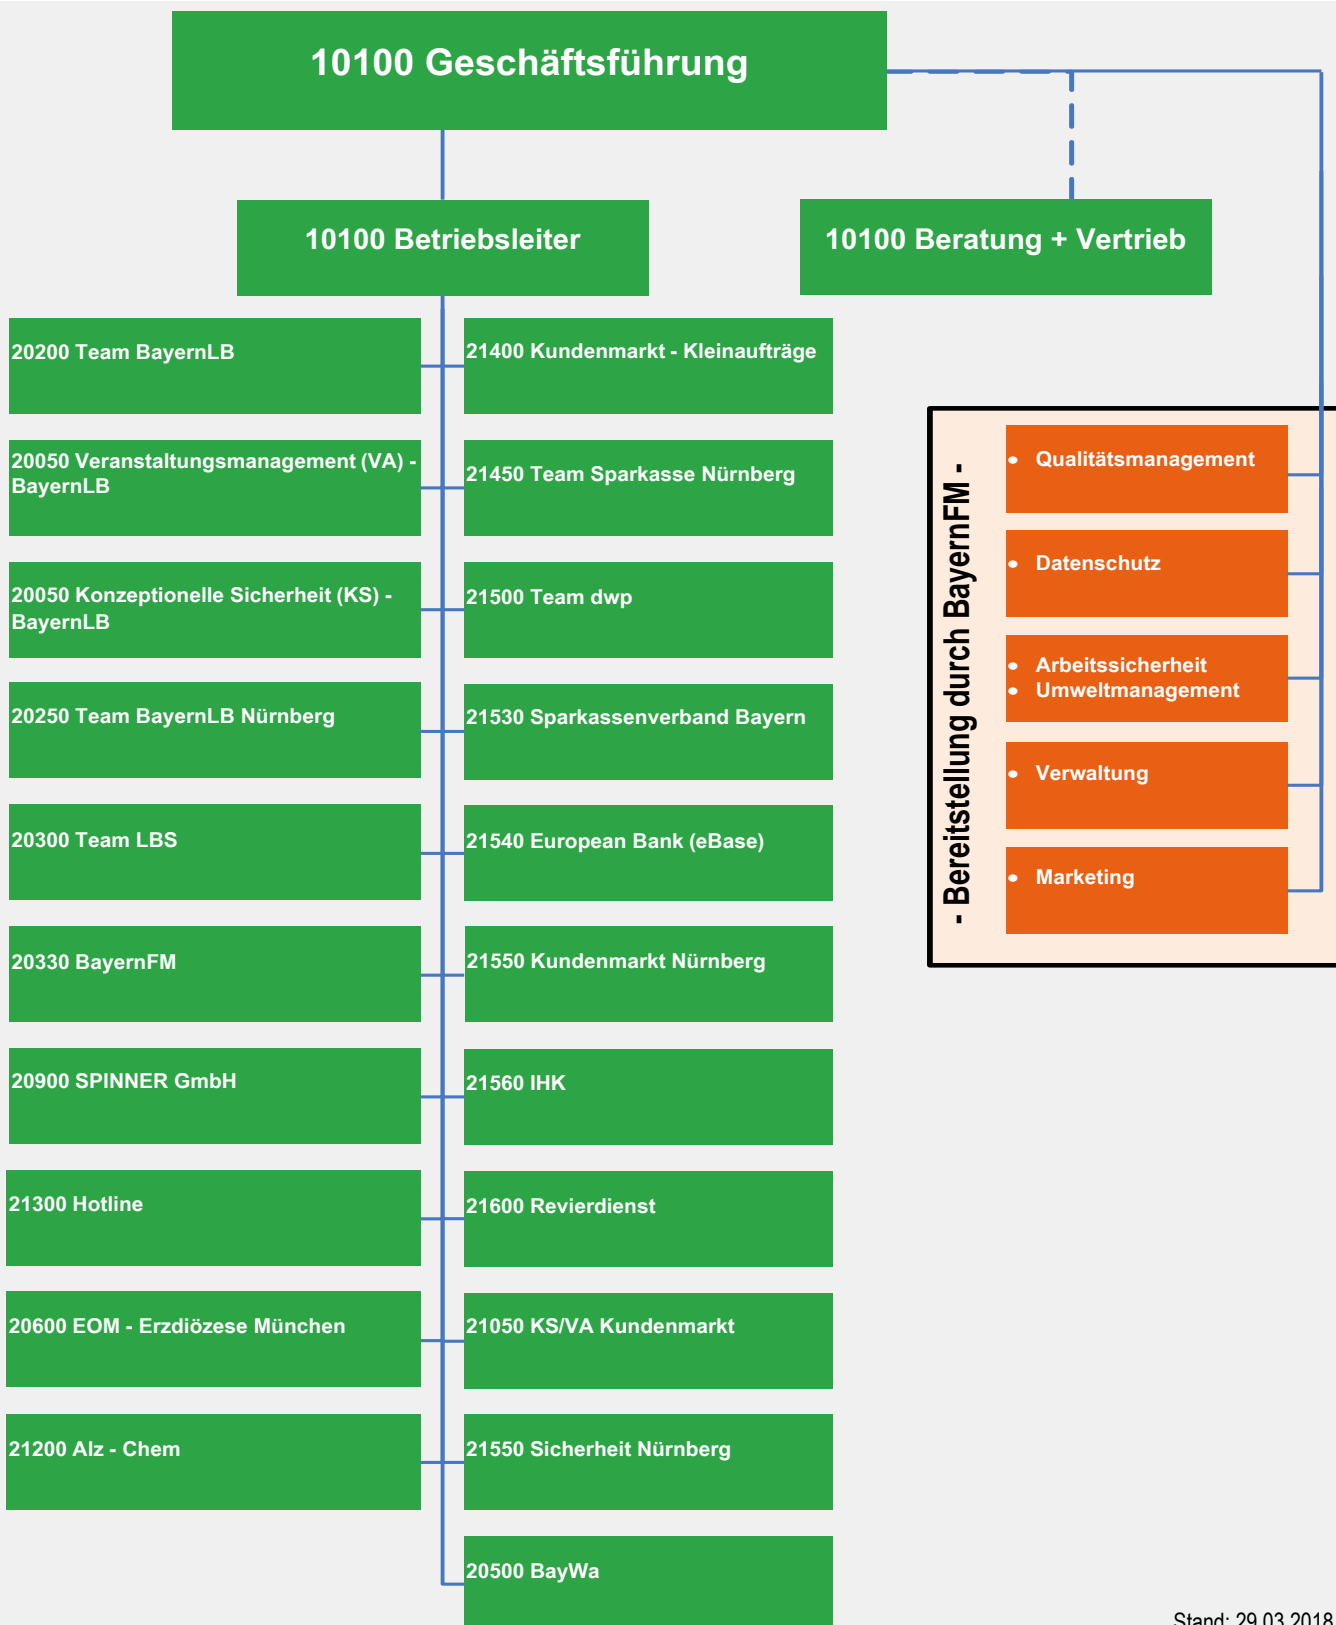 10100 Geschäftsführung
10100 Betriebsleiter
10100 Beratung + Vertrieb
20200 Team BayernLB
20050 Veranstaltungsmanagement (VA) -
BayernLB
20050 Konzeptionelle Sicherheit (KS) -
BayernLB
20250 Team BayernLB Nürnberg
20300 Team LBS
20330 BayernFM
20900 SPINNER GmbH
21300 Hotline
20600 EOM - Erzdiözese München
21200 Alz - Chem
21400 Kundenmarkt - Kleinaufträge
21450 Team Sparkasse Nürnberg
21500 Team dwp
21530 Sparkassenverband Bayern
21540 European Bank (eBase)
21550 Kundenmarkt Nürnberg
21560 IHK
21600 Revierdienst
21050 KS/VA Kundenmarkt
21550 Sicherheit Nürnberg
20500 BayWa
- Bereitstellung durch BayernFM -
• Qualitätsmanagement
• Datenschutz
• Arbeitssicherheit
• Umweltmanagement
• Verwaltung
• Marketing
Stand: 29.03.2018